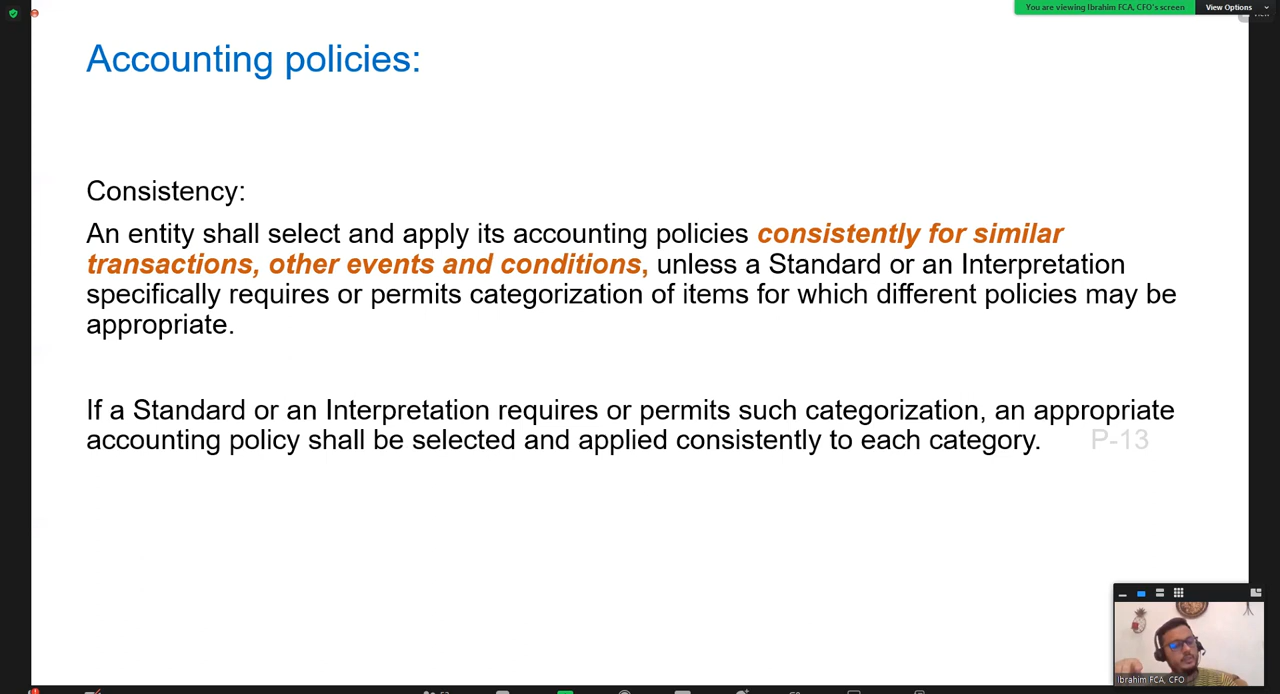 You are viewing Ibrahim FCA, CFO's screen
View Options
Accounting policies:
Consistency:
An entity shall select and apply its accounting policies consistently for similar
transactions, other events and conditions, unless a Standard or an Interpretation
specifically requires or permits categorization of items for which different policies may be
appropriate.
If a Standard or an Interpretation requires or permits such categorization, an appropriate
accounting policy shall be selected and applied consistently to each category.
P-13
Ibrahim FCA, CFO